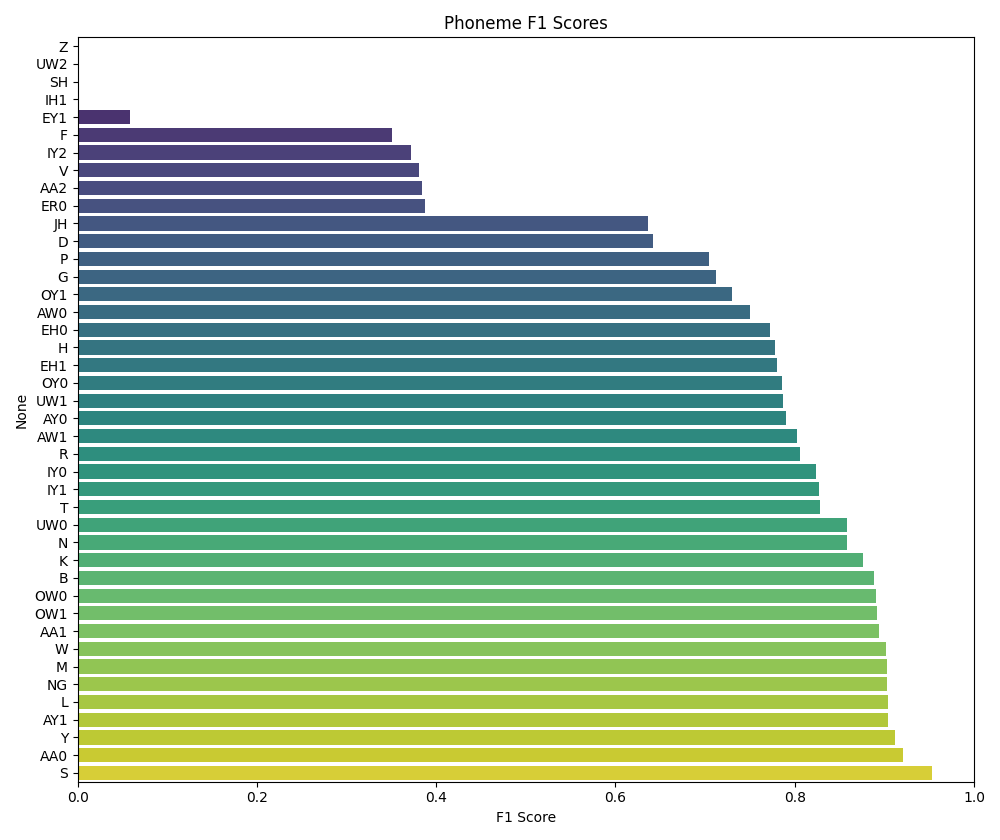 Phoneme F1 Scores
Z
UW2
SH
IH1
EY1
F
IY2
V
AA2
ER0
JH
D
P
G
OY1
AW0
EH0
H
EH1
OY0
UW1
AY0
AW1
R
IY0
IY1
T
UW0
N
K
B
OW0
OW1
AA1
W
M
NG
L
AY1
Y
AA0
S
None
0.0 0.2 0.4 0.6 0.8 1.0
F1 Score